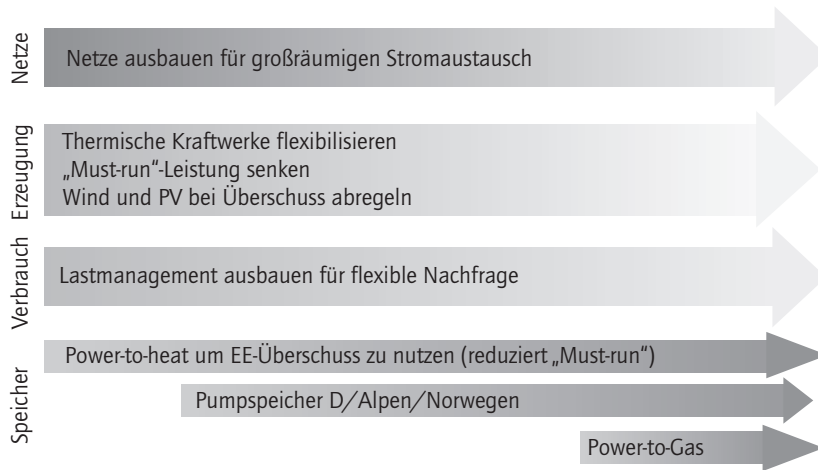 Netze
Netze ausbauen für großräumigen Stromaustausch
Erzeugung
Thermische Kraftwerke flexibilisieren
„Must-run“-Leistung senken
Wind und PV bei Überschuss abregeln
Verbrauch
Lastmanagement ausbauen für flexible Nachfrage
Speicher
Power-to-heat um EE-Überschuss zu nutzen (reduziert „Must-run“)
Pumpspeicher D/Alpen/Norwegen
Power-to-Gas